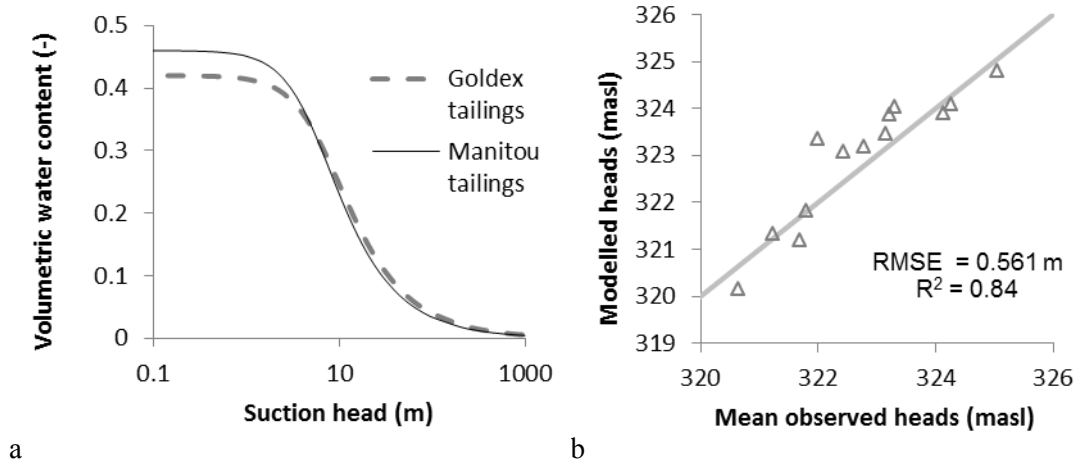 0.5
0.4
0.3
0.2
0.1
0
0.1
10
1000
Volumetric water content (-)
Suction head (m)
Goldex
tailings
Manitou
tailings
a
326
325
324
323
322
321
320
319
320
322
324
326
Modelled heads (masl)
Mean observed heads (masl)
RMSE = 0.561 m
R² = 0.84
b